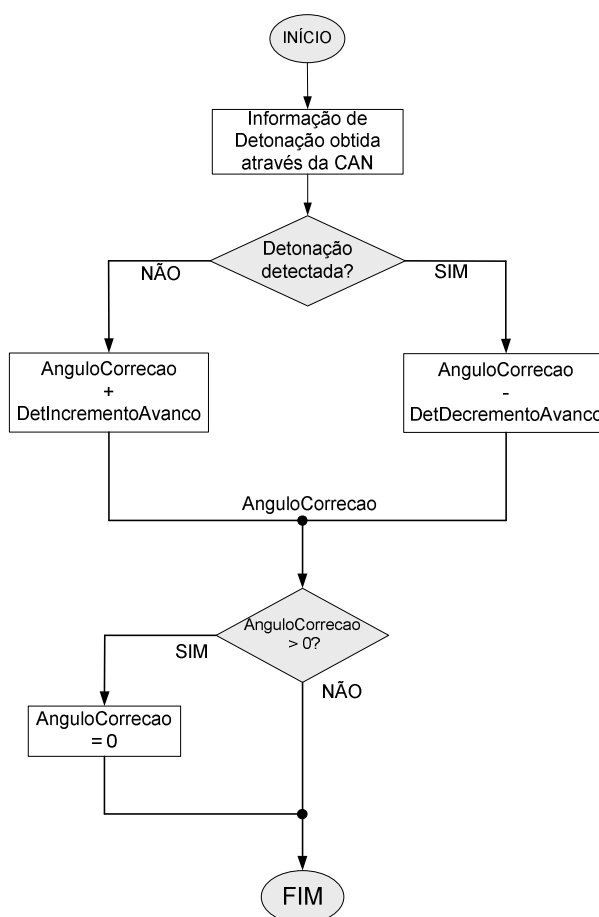 INÍCIO
Informação de
Detonação obtida
através da CAN
Detonação
detectada?
NÃO
SIM
AnguloCorrecao
+
DetIncrementoAvanco
AnguloCorrecao
-
DetDecrementoAvanco
AnguloCorrecao
AnguloCorrecao
> 0?
SIM
NÃO
AnguloCorrecao
= 0
FIM